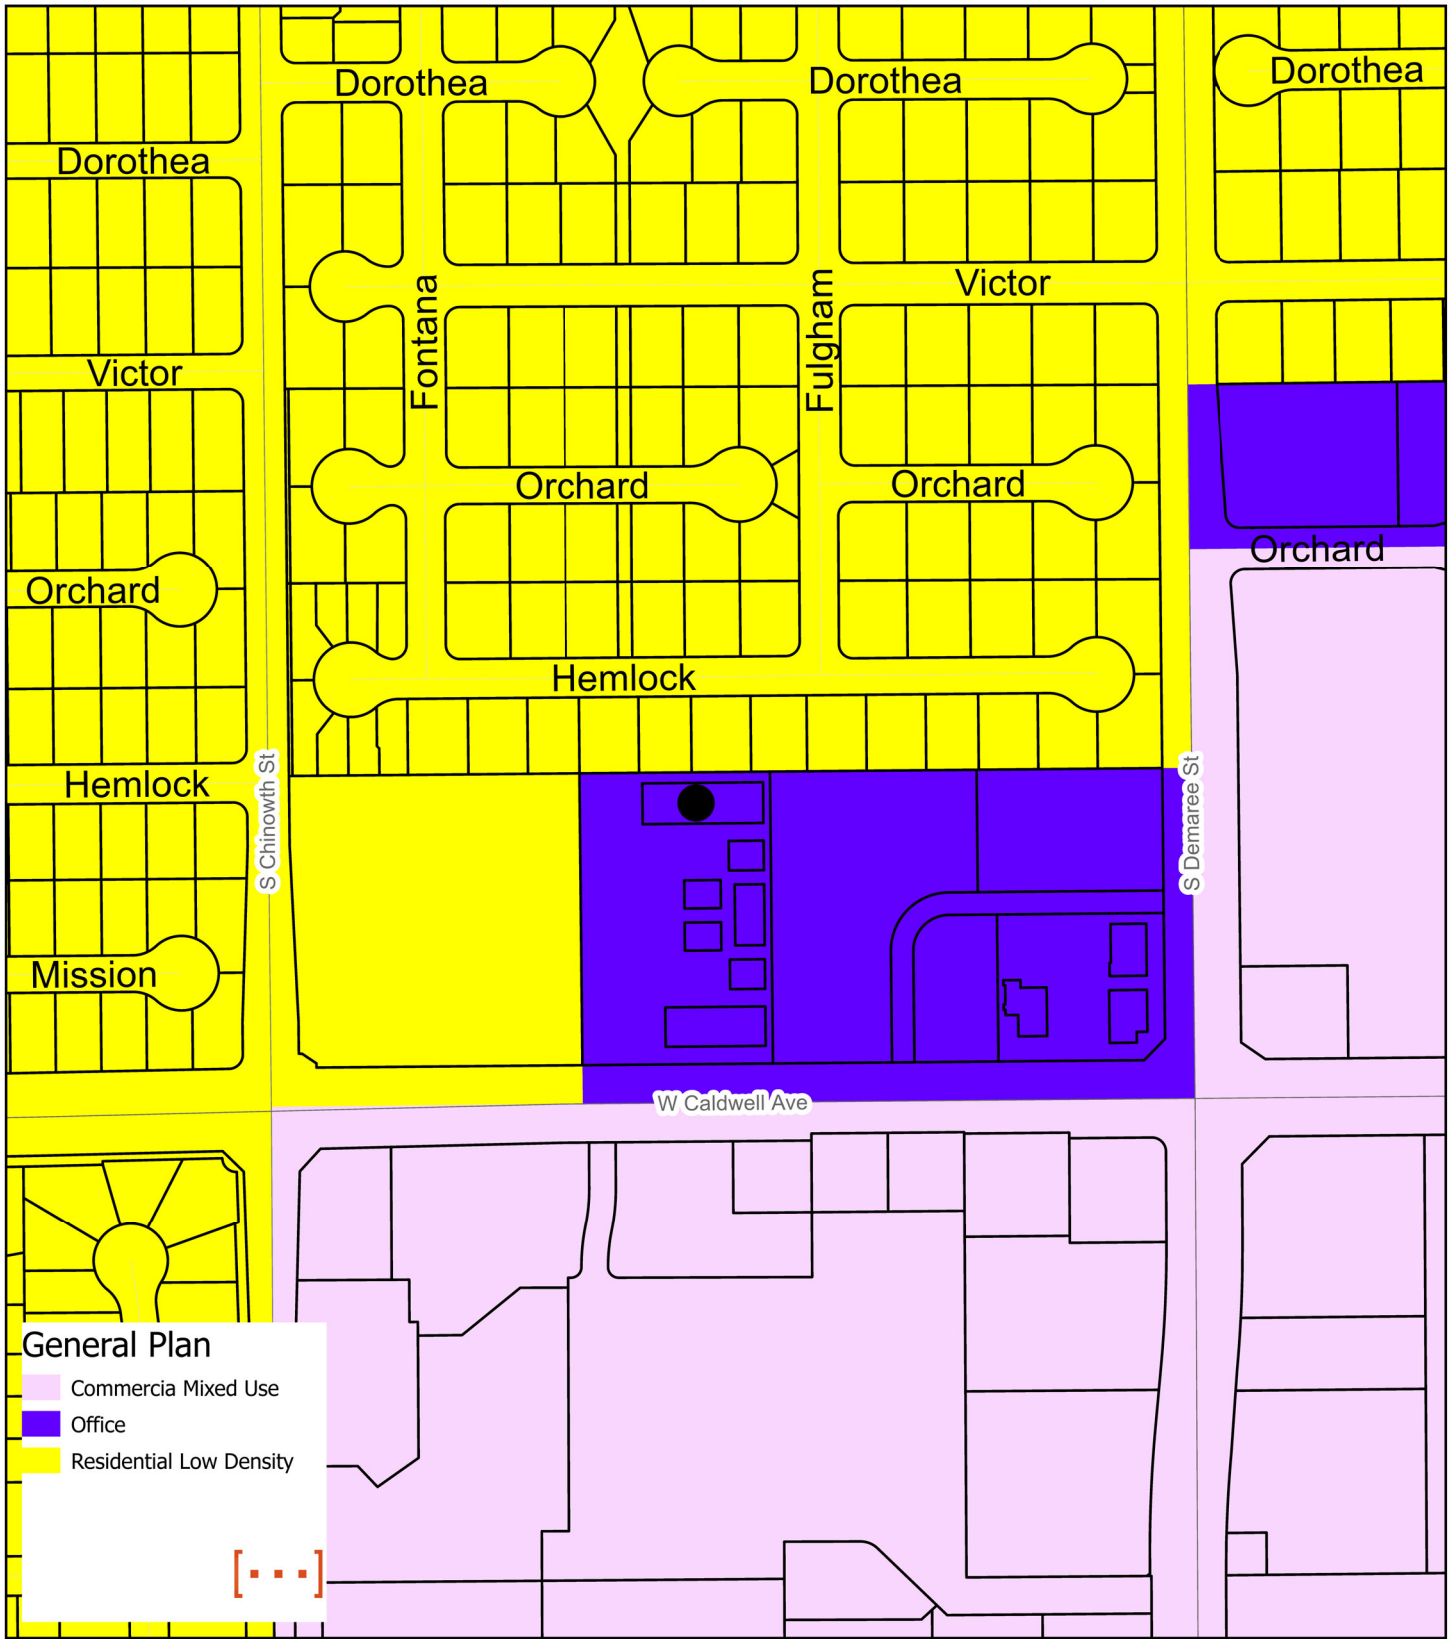 Dorothea
Dorothea
Dorothea
Dorothea
Victor
Fontana
Fulgham
Victor
Orchard
Orchard
Orchard
Orchard
Hemlock
S Chinowth St
S Demaree St
Hemlock
Mission
W Caldwell Ave
General Plan
Commercia Mixed Use
Office
Residential Low Density
[...]